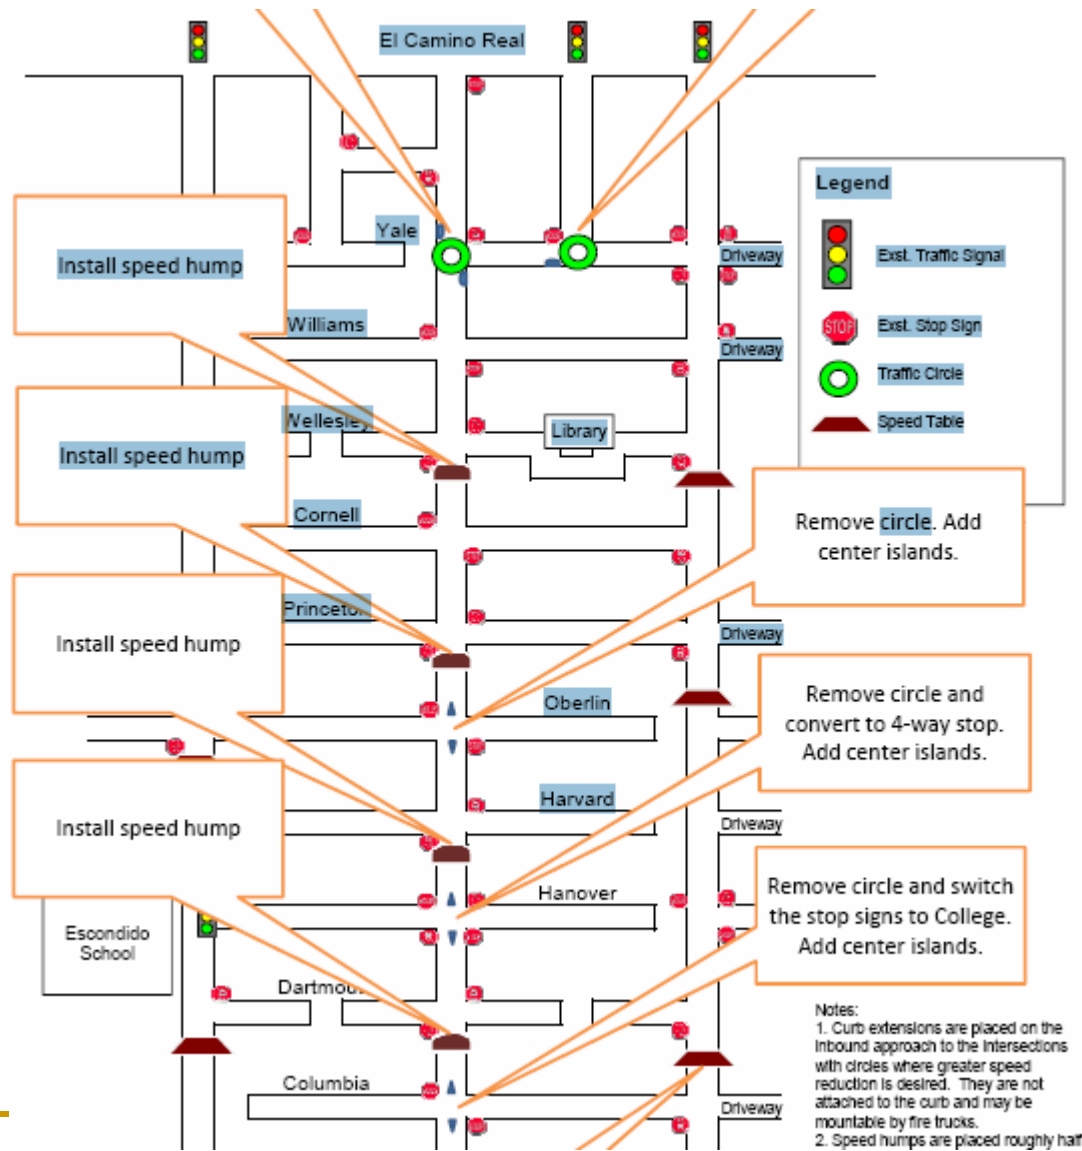 El Camino Real
Legend
Install speed hump
Yale
Exst. Traffic Signal
Driveway
Williams
STOP
Exst. Stop Sign
Driveway
Traffic Circle
Install speed hump
Wellesley
Library
Speed Table
Cornell
Remove circle. Add
center islands.
Install speed hump
Princeton
Driveway
Oberlin
Remove circle and
convert to 4-way stop.
Add center islands.
Install speed hump
Harvard
Driveway
Hanover
Remove circle and switch
the stop signs to College.
Add center islands.
Escondido
School
Dartmou
Columbia
Driveway
Notes:
1. Curb extensions are placed on the
inbound approach to the intersections
with circles where greater speed
reduction is desired. They are not
attached to the curb and may be
mountable by fire trucks.
2. Speed humps are placed roughly half